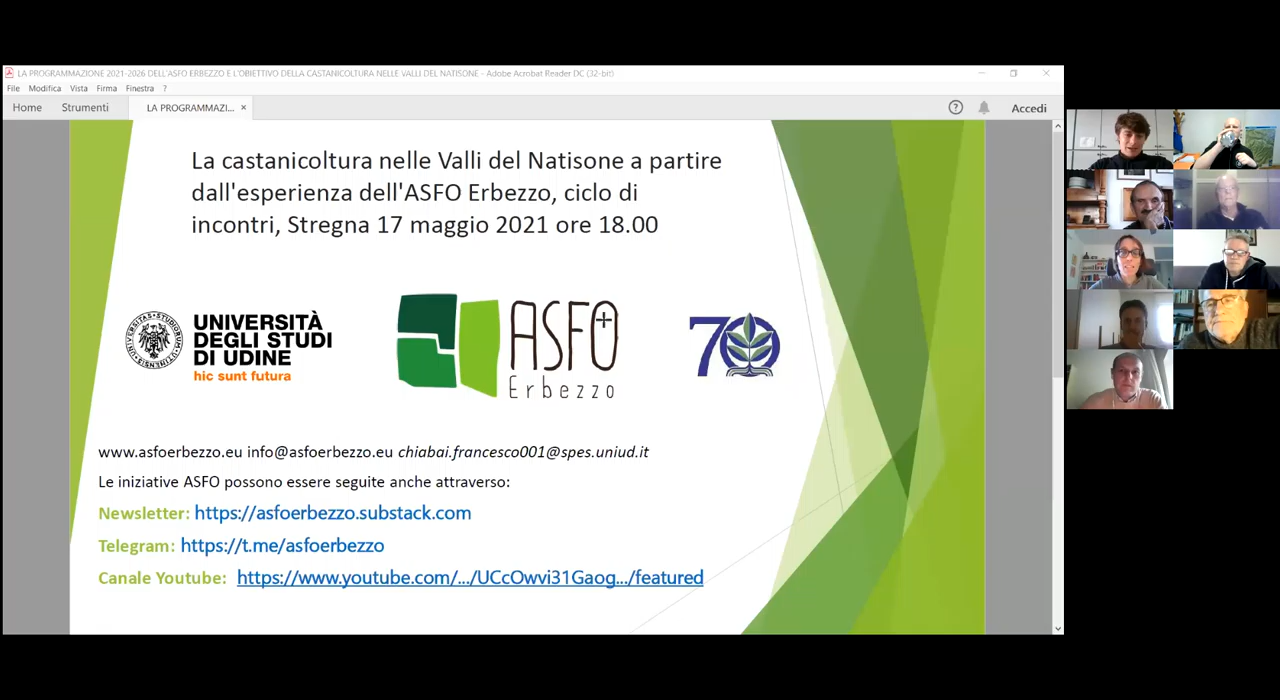 LA PROGRAMMAZIONE 2021-2026 DELL'ASFO ERBEZZO E L'OBIETTIVO DELLA CASTANICOLTURA NELLE VALLI DEL NATISONE - Adobe Acrobat Reader DC (32-bit)
File Modifica Vista Firma Finestra ?
Home Strumenti LA PROGRAMMAZI... × Accedi
La castanicoltura nelle Valli del Natisone a partire
dall'esperienza dell'ASFO Erbezzo, ciclo di
incontri, Stregna 17 maggio 2021 ore 18.00
UNIVERSITÀ
DEGLI STUDI
DI UDINE
hic sunt futura
ASFO
Erbezzo
70
www.asfoerbezzo.eu info@asfoerbezzo.eu chiabai.francesco001@spes.uniud.it
Le iniziative ASFO possono essere seguite anche attraverso:
Newsletter: https://asfoerbezzo.substack.com
Telegram: https://t.me/asfoerbezzo
Canale Youtube: https://www.youtube.com/.../UCcOwvi31Gaog.../featured